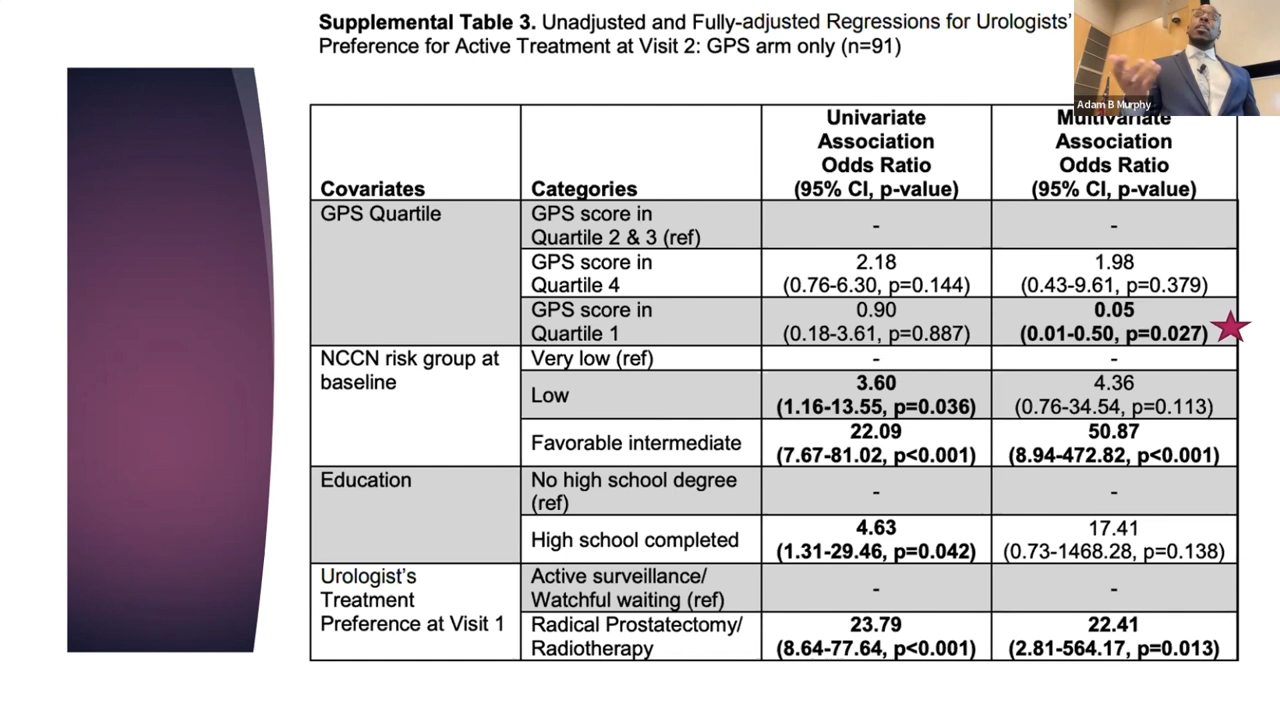 Supplemental Table 3. Unadjusted and Fully-adjusted Regressions for Urologists'
Preference for Active Treatment at Visit 2: GPS arm only (n=91)
Adam B Murphy
Covariates
Categories
Univariate
Association
Odds Ratio
(95% CI, p-value)
Multivariate
Association
Odds Ratio
(95% CI, p-value)
GPS Quartile
GPS score in
Quartile 2 & 3 (ref)
-
-
GPS score in
Quartile 4
2.18
(0.76-6.30, p=0.144)
1.98
(0.43-9.61, p=0.379)
GPS score in
Quartile 1
0.90
(0.18-3.61, p=0.887)
0.05
(0.01-0.50, p=0.027)
NCCN risk group at
baseline
Very low (ref)
-
-
Low
3.60
(1.16-13.55, p=0.036)
4.36
(0.76-34.54, p=0.113)
Favorable intermediate
22.09
(7.67-81.02, p<0.001)
50.87
(8.94-472.82, p<0.001)
Education
No high school degree
(ref)
-
-
High school completed
4.63
(1.31-29.46, p=0.042)
17.41
(0.73-1468.28, p=0.138)
Urologist's
Treatment
Preference at Visit 1
Active surveillance/
Watchful waiting (ref)
-
-
Radical Prostatectomy/
Radiotherapy
23.79
(8.64-77.64, p<0.001)
22.41
(2.81-564.17, p=0.013)